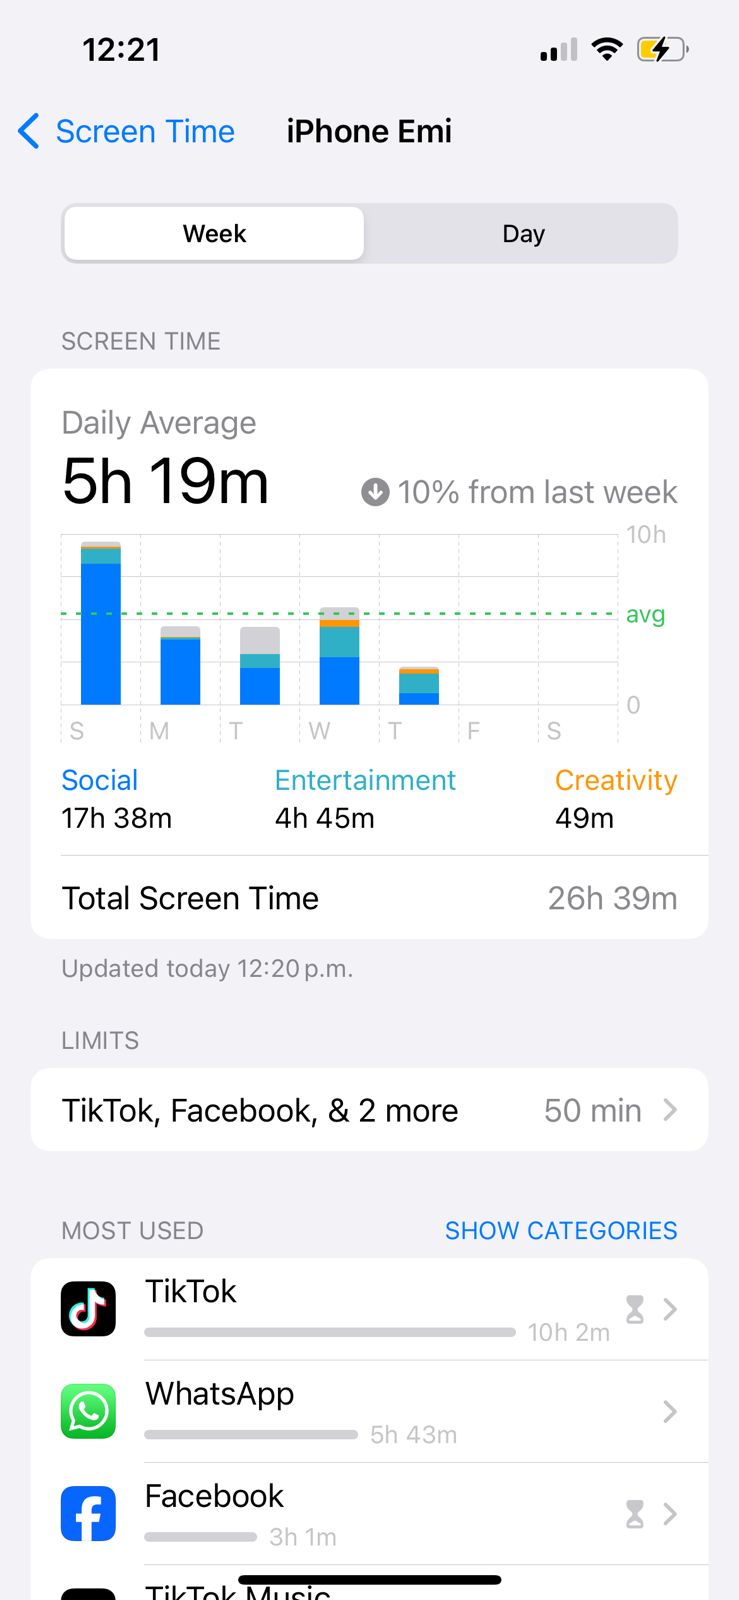 12:21
Screen Time iPhone Emi
Week Day
SCREEN TIME
Daily Average
5h 19m 10% from last week
10h
avg
0
S M T W T F S
Social Entertainment Creativity
17h 38m 4h 45m 49m
Total Screen Time 26h 39m
Updated today 12:20 p.m.
LIMITS
TikTok, Facebook, & 2 more 50 min
MOST USED SHOW CATEGORIES
TikTok
10h 2m
WhatsApp
5h 43m
Facebook
3h 1m
TikTok Music